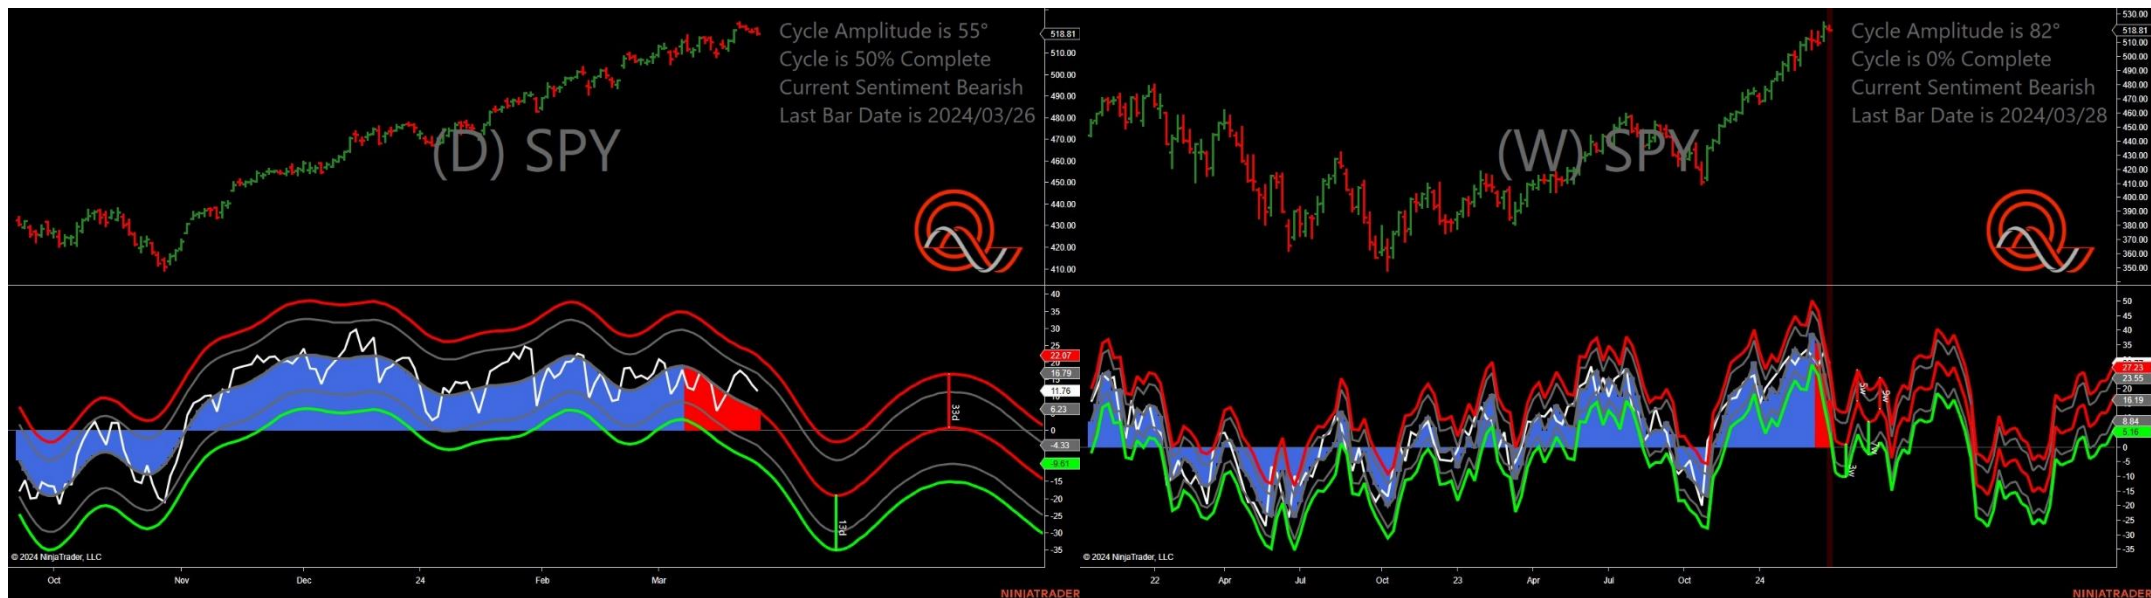 Cycle Amplitude is 55°
Cycle is 50% Complete
Current Sentiment Bearish
Last Bar Date is 2024/03/26
(D) SPY
518.81
510.00
500.00
490.00
480.00
470.00
460.00
450.00
440.00
430.00
420.00
410.00
40
35
30
25
22.07
16.79
15
11.76
6.23
0
-4.33
-9.61
-15
-20
-25
-30
-35
13d
33d
© 2024 NinjaTrader, LLC
Oct
Nov
Dec
24
Feb
Mar
NINJATRADER
Cycle Amplitude is 82°
Cycle is 0% Complete
Current Sentiment Bearish
Last Bar Date is 2024/03/28
(W) SPY
530.00
518.81
510.00
500.00
490.00
480.00
470.00
460.00
450.00
440.00
430.00
420.00
410.00
400.00
390.00
380.00
370.00
360.00
350.00
50
45
40
35
30
27.23
23.55
16.19
8.84
5.16
0
-5
-10
-15
-20
-25
-30
-35
3w
5w
9w
© 2024 NinjaTrader, LLC
22
Apr
Jul
Oct
23
Apr
Jul
Oct
24
NINJATRADER